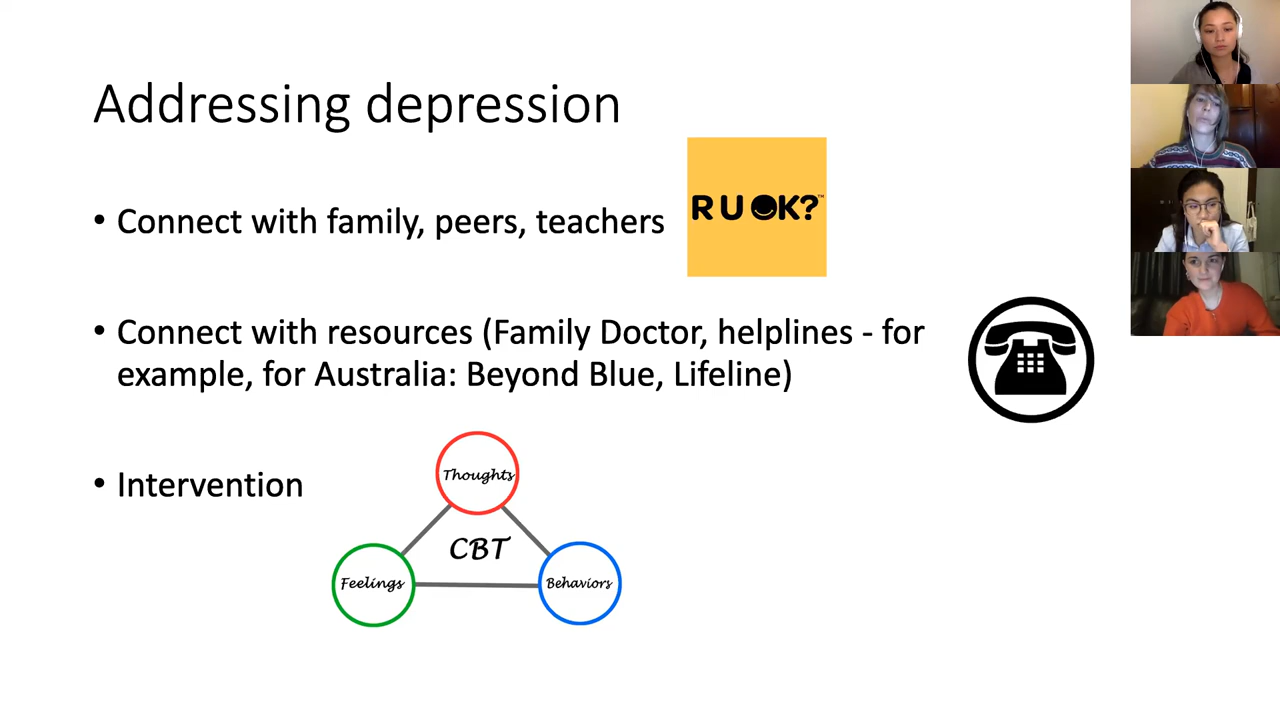 Addressing depression
• Connect with family, peers, teachers
R U OK?™
• Connect with resources (Family Doctor, helplines - for
example, for Australia: Beyond Blue, Lifeline)
• Intervention
Thoughts
CBT
Feelings
Behaviors